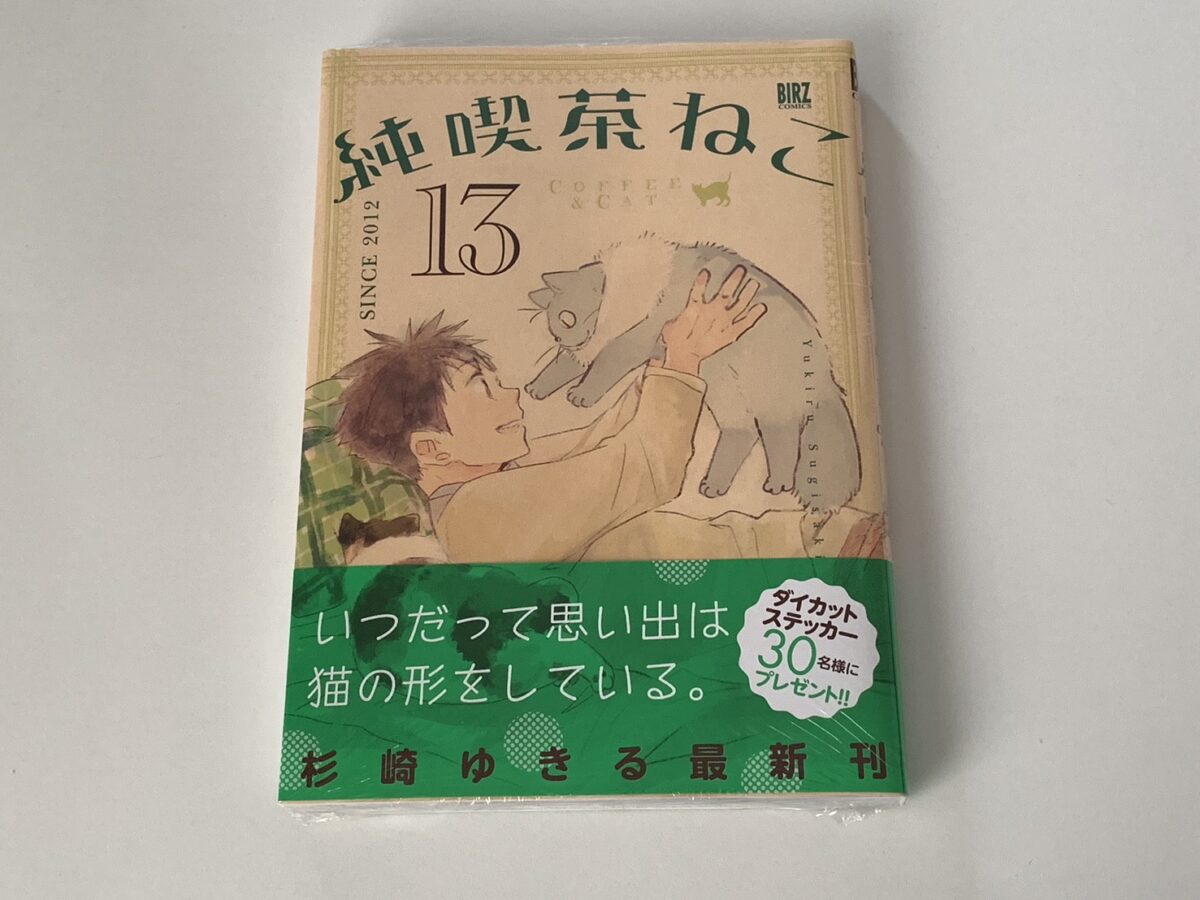 BIRZ
COMICS
純喫茶ねこ
13
COFFEE
& CAT
SINCE 2012
Yukiru Sugisaki
いつだって思い出は
猫の形をしている。
ダイカット
ステッカー
30名様に
プレゼント!!
杉崎ゆきる最新刊